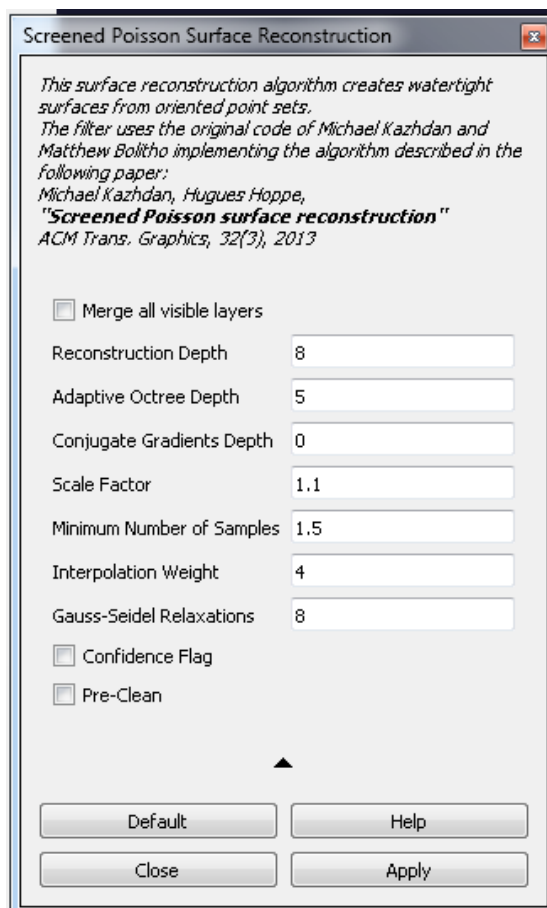 Screened Poisson Surface Reconstruction
This surface reconstruction algorithm creates watertight
surfaces from oriented point sets.
The filter uses the original code of Michael Kazhdan and
Matthew Bolitho implementing the algorithm described in the
following paper:
Michael Kazhdan, Hugues Hoppe,
"Screened Poisson surface reconstruction"
ACM Trans. Graphics, 32(3), 2013
Merge all visible layers
Reconstruction Depth 8
Adaptive Octree Depth 5
Conjugate Gradients Depth 0
Scale Factor 1.1
Minimum Number of Samples 1.5
Interpolation Weight 4
Gauss-Seidel Relaxations 8
Confidence Flag
Pre-Clean
Default Help
Close Apply